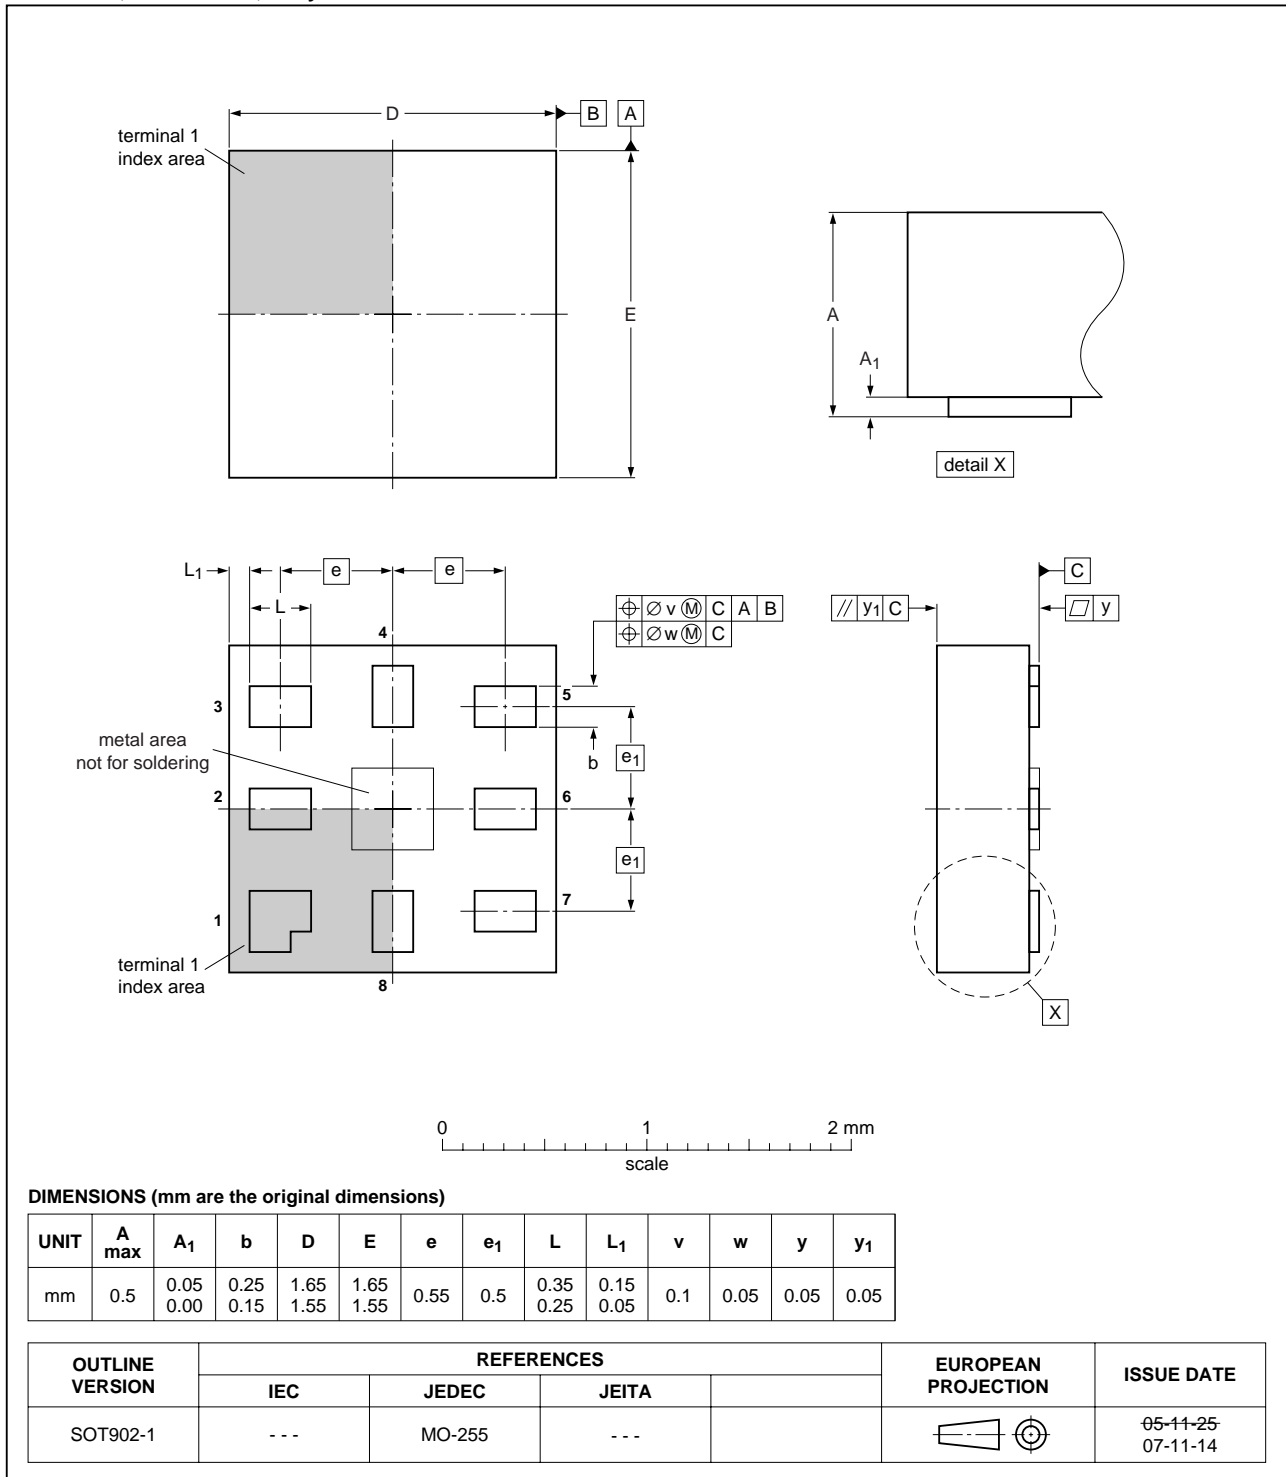 D B A
terminal 1
index area
E
A
A1
detail X
L1 e e C
L
⌀ v Ⓜ C A B
⌀ w Ⓜ C
// y1 C
y
4
3
5
metal area
not for soldering
b
e1
2
6
e1
1
7
terminal 1
index area
8
X
0 1 2 mm
scale
DIMENSIONS (mm are the original dimensions)
UNIT A max A1 b D E e e1 L L1 v w y y1
mm 0.5 0.05 0.00 0.25 0.15 1.65 1.55 1.65 1.55 0.55 0.5 0.35 0.25 0.15 0.05 0.1 0.05 0.05 0.05
OUTLINE VERSION REFERENCES EUROPEAN PROJECTION ISSUE DATE
IEC JEDEC JEITA
SOT902-1 - - - MO-255 - - - 05-11-25
07-11-14